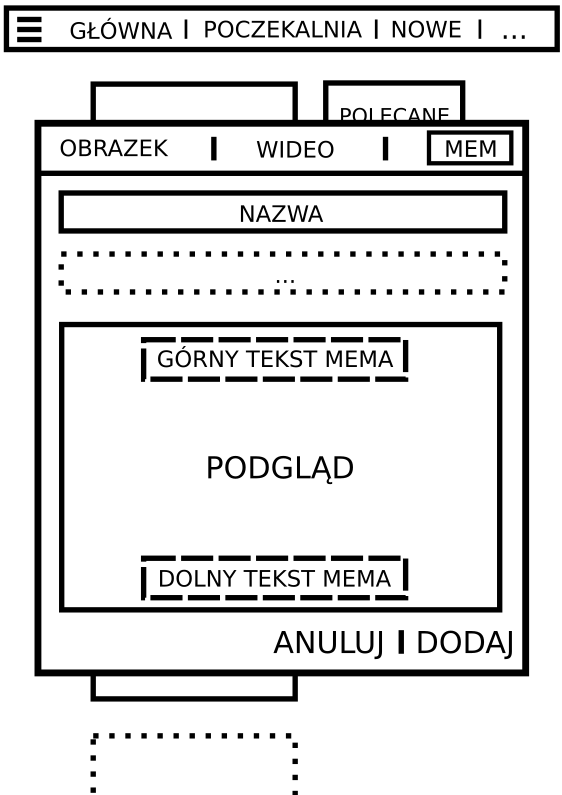 GŁÓWNA | POCZEKALNIA | NOWE | ...
POLECANE
OBRAZEK | WIDEO | MEM
NAZWA
...
GÓRNY TEKST MEMA
PODGLĄD
DOLNY TEKST MEMA
ANULUJ | DODAJ